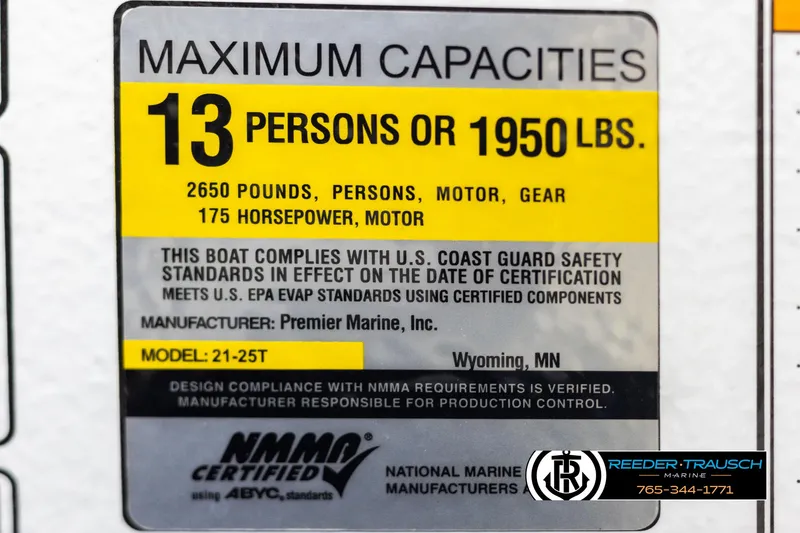 MAXIMUM CAPACITIES
13 PERSONS OR 1950 LBS.
2650 POUNDS, PERSONS, MOTOR, GEAR
175 HORSEPOWER, MOTOR
THIS BOAT COMPLIES WITH U.S. COAST GUARD SAFETY
STANDARDS IN EFFECT ON THE DATE OF CERTIFICATION
MEETS U.S. EPA EVAP STANDARDS USING CERTIFIED COMPONENTS
MANUFACTURER: Premier Marine, Inc.
MODEL: 21-25T Wyoming, MN
DESIGN COMPLIANCE WITH NMMA REQUIREMENTS IS VERIFIED.
MANUFACTURER RESPONSIBLE FOR PRODUCTION CONTROL.
NMMA®
CERTIFIED
using ABYC® standards
NATIONAL MARINE
MANUFACTURERS
RT
REEDER·TRAUSCH
MARINE
765-344-1771